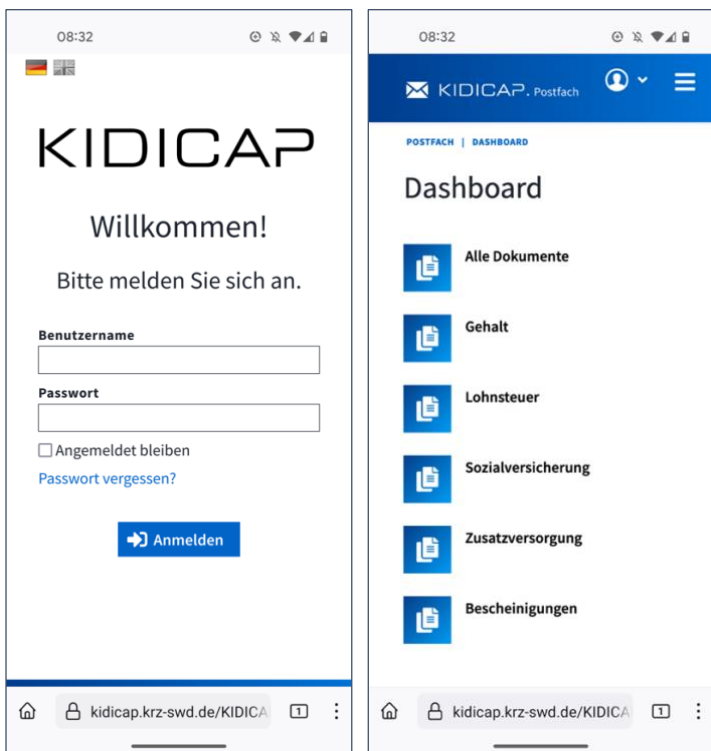 08:32
KIDICAP
Willkommen!
Bitte melden Sie sich an.
Benutzername
Passwort
Angemeldet bleiben
Passwort vergessen?
Anmelden
kidicap.krz-swd.de/KIDICA
1
08:32
KIDICAP. Postfach
POSTFACH | DASHBOARD
Dashboard
Alle Dokumente
Gehalt
Lohnsteuer
Sozialversicherung
Zusatzversorgung
Bescheinigungen
kidicap.krz-swd.de/KIDICA
1